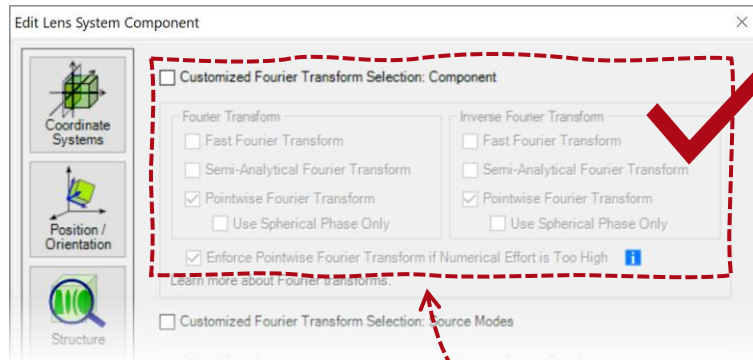 Edit Lens System Component
Coordinate
Systems
Position /
Orientation
Structure
Customized Fourier Transform Selection: Component
Fourier Transform
Fast Fourier Transform
Semi-Analytical Fourier Transform
Pointwise Fourier Transform
Use Spherical Phase Only
Inverse Fourier Transform
Fast Fourier Transform
Semi-Analytical Fourier Transform
Pointwise Fourier Transform
Use Spherical Phase Only
Enforce Pointwise Fourier Transform if Numerical Effort is Too High
Learn more about Fourier transforms.
Customized Fourier Transform Selection: Source Modes